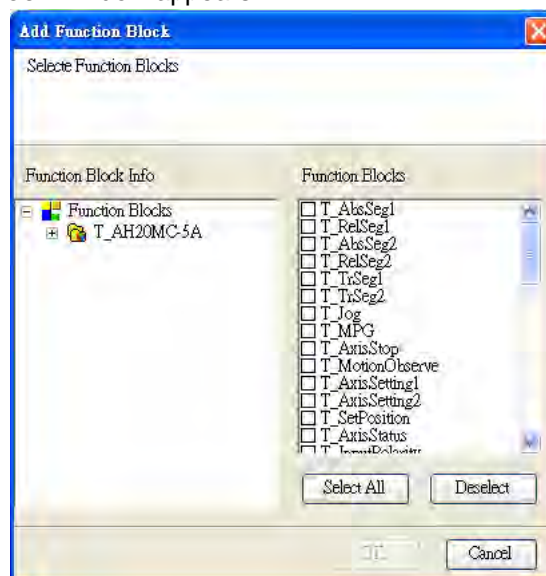 Add Function Block
Selecte Function Blocks
Function Block Info
Function Blocks
Function Blocks
T_AH20MC-5A
T_AbsSeg1
T_RelSeg1
T_AbsSeg2
T_RelSeg2
T_TrSeg1
T_TrSeg2
T_Jog
T_MPG
T_AxisStop
T_MotionObserve
T_AxisSetting1
T_AxisSetting2
T_SetPosition
T_AxisStatus
Select All
Deselect
Cancel